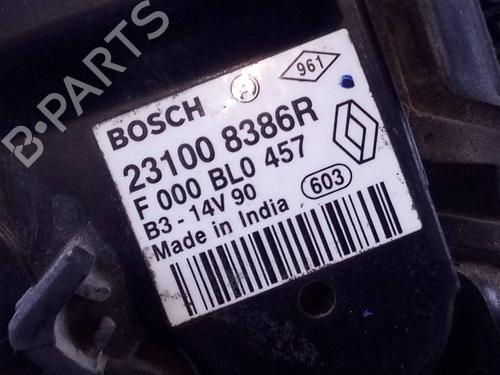 B-PARTS
961
BOSCH
23100 8386R
F 000 BL0 457
B3 - 14V 90
Made in India
603